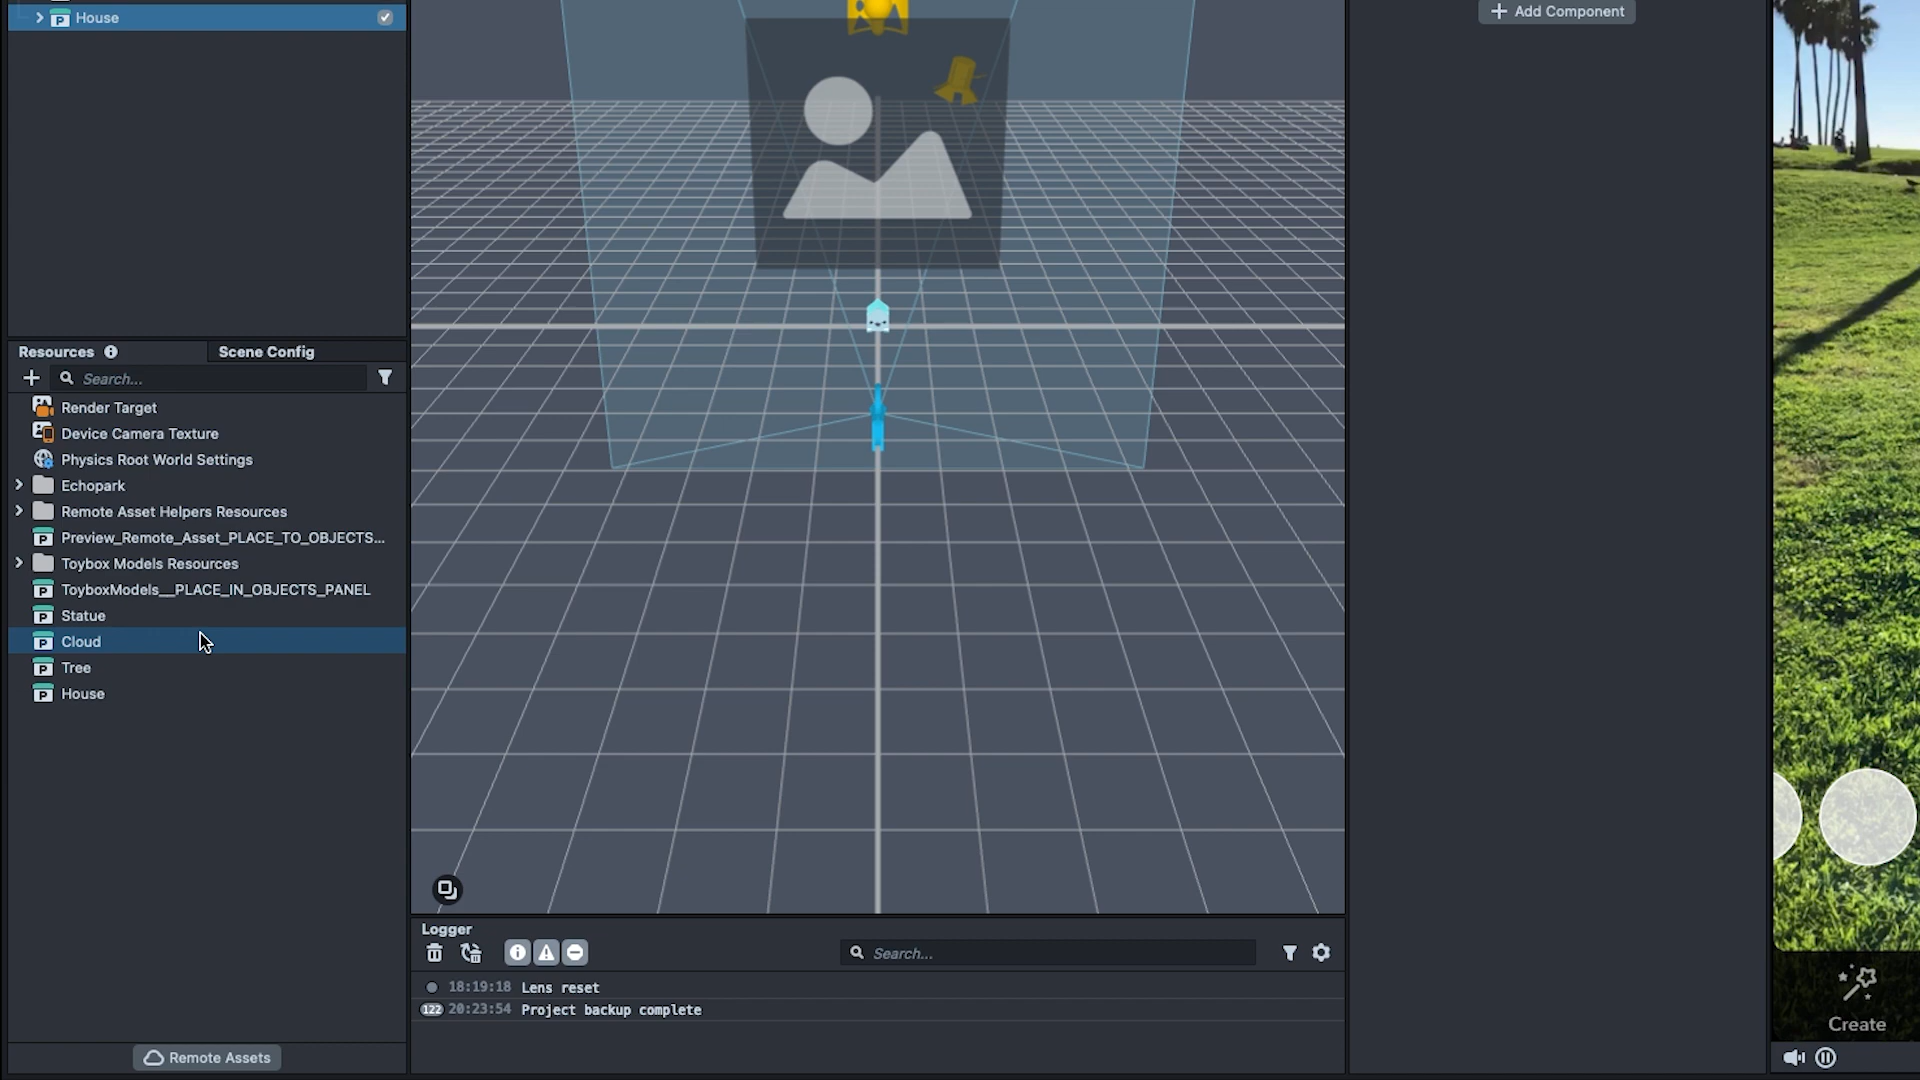 House
Add Component
Resources
Scene Config
Search...
Render Target
Device Camera Texture
Physics Root World Settings
Echopark
Remote Asset Helpers Resources
Preview_Remote_Asset_PLACE_TO_OBJECTS...
Toybox Models Resources
ToyboxModels__PLACE_IN_OBJECTS_PANEL
Statue
Cloud
Tree
House
Logger
Search...
18:19:18 Lens reset
122 20:23:54 Project backup complete
Create
Remote Assets